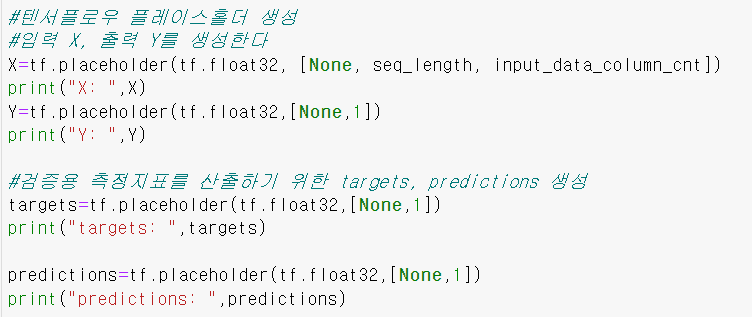 #텐서플로우 플레이스홀더 생성
#입력 X, 출력 Y를 생성한다
X=tf.placeholder(tf.float32, [None, seq_length, input_data_column_cnt])
print("X: ",X)
Y=tf.placeholder(tf.float32,[None,1])
print("Y: ",Y)
#검증용 측정지표를 산출하기 위한 targets, predictions 생성
targets=tf.placeholder(tf.float32,[None,1])
print("targets: ",targets)
predictions=tf.placeholder(tf.float32,[None,1])
print("predictions: ",predictions)